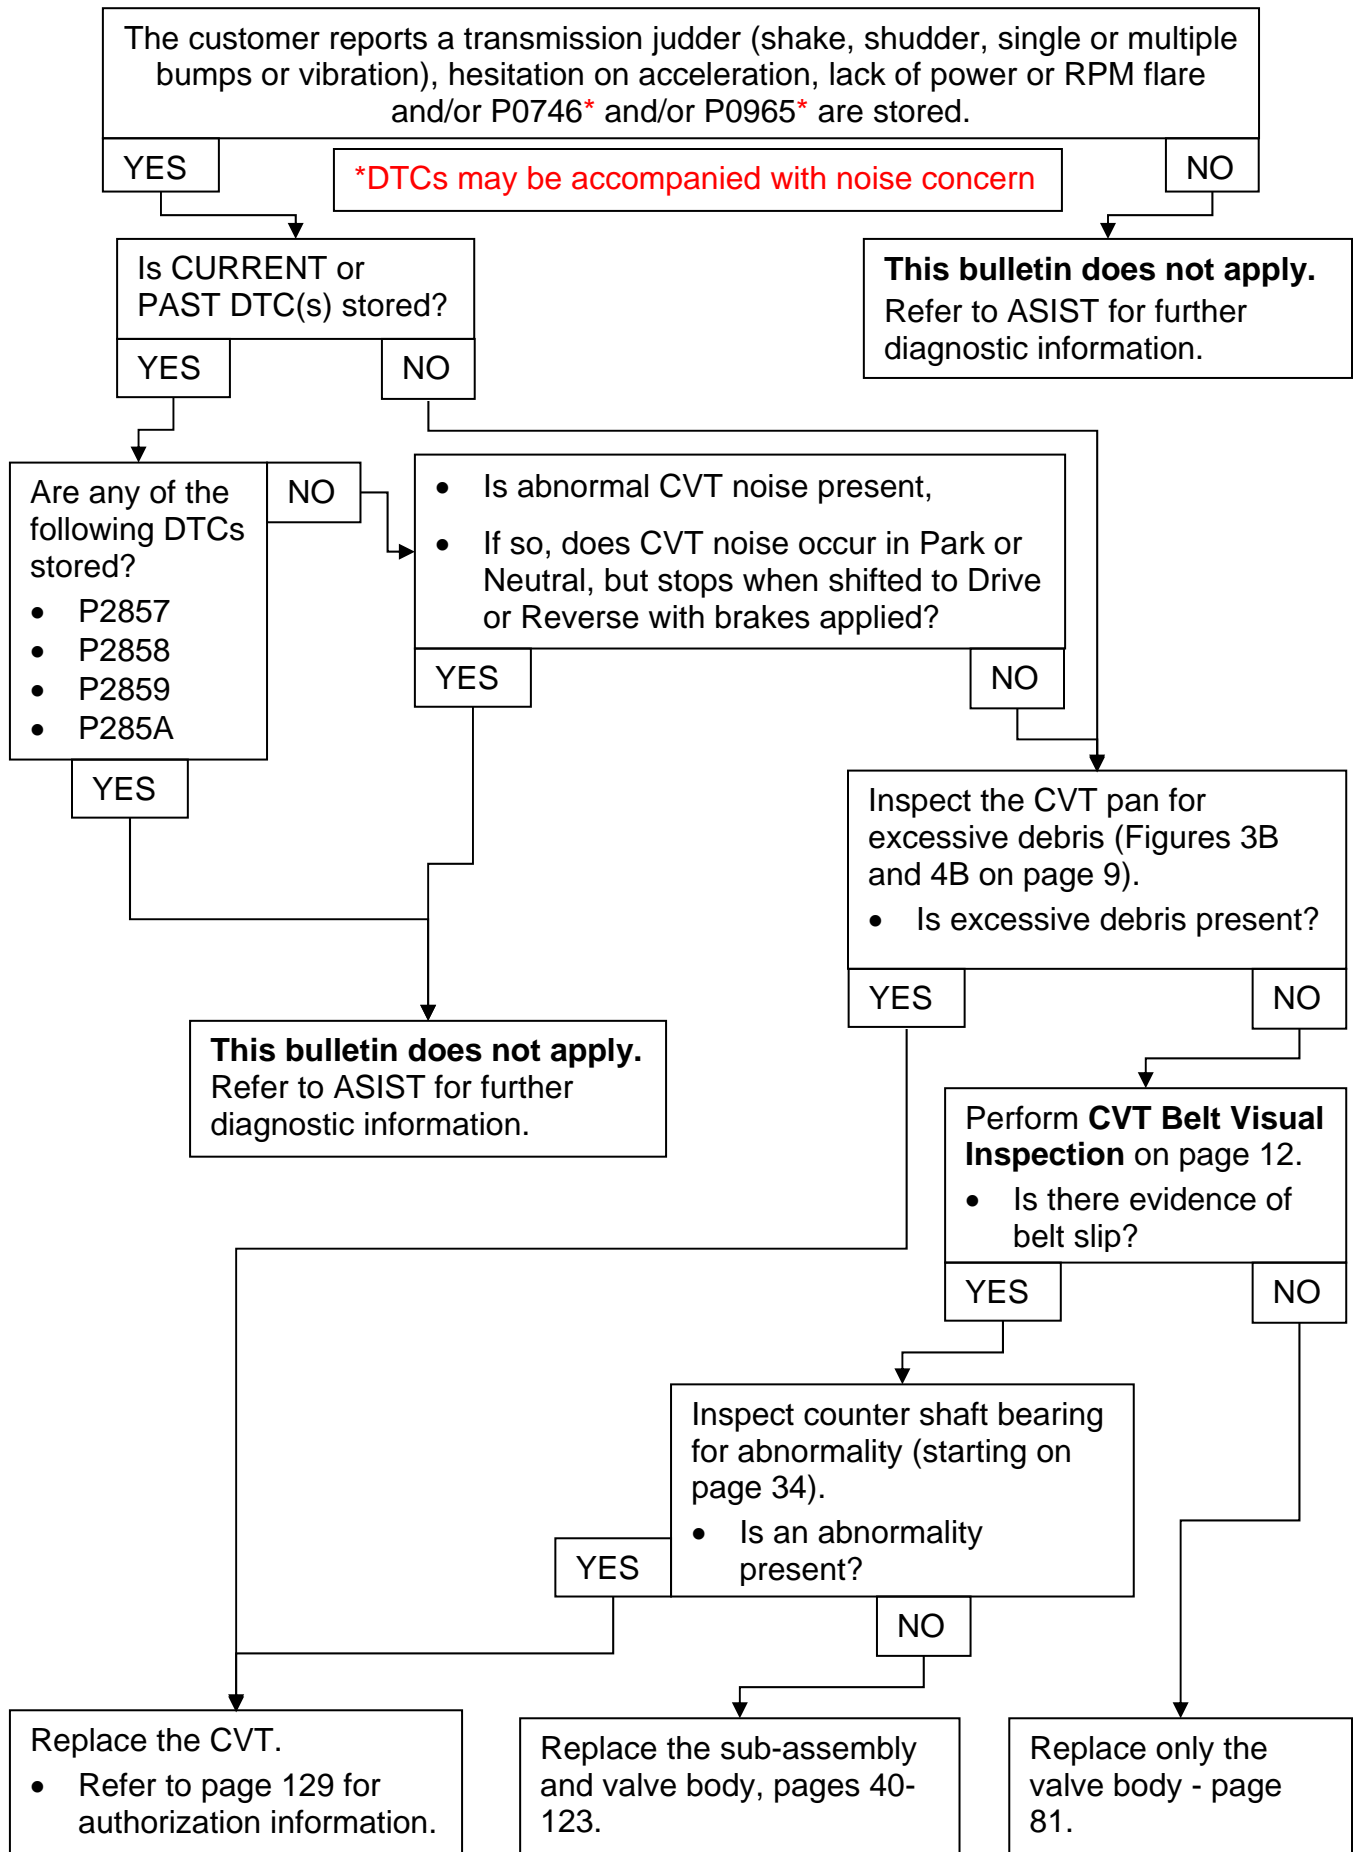 The customer reports a transmission judder (shake, shudder, single or multiple
bumps or vibration), hesitation on acceleration, lack of power or RPM flare
and/or P0746* and/or P0965* are stored.
YES
*DTCs may be accompanied with noise concern
NO
Is CURRENT or
PAST DTC(s) stored?
YES
NO
This bulletin does not apply.
Refer to ASIST for further
diagnostic information.
Are any of the
following DTCs
stored?
• P2857
• P2858
• P2859
• P285A
NO
YES
• Is abnormal CVT noise present,
• If so, does CVT noise occur in Park or
Neutral, but stops when shifted to Drive
or Reverse with brakes applied?
YES
NO
Inspect the CVT pan for
excessive debris (Figures 3B
and 4B on page 9).
• Is excessive debris present?
YES
NO
This bulletin does not apply.
Refer to ASIST for further
diagnostic information.
Perform CVT Belt Visual
Inspection on page 12.
• Is there evidence of
belt slip?
YES
NO
Inspect counter shaft bearing
for abnormality (starting on
page 34).
• Is an abnormality
present?
YES
NO
Replace the CVT.
• Refer to page 129 for
authorization information.
Replace the sub-assembly
and valve body, pages 40-
123.
Replace only the
valve body - page
81.